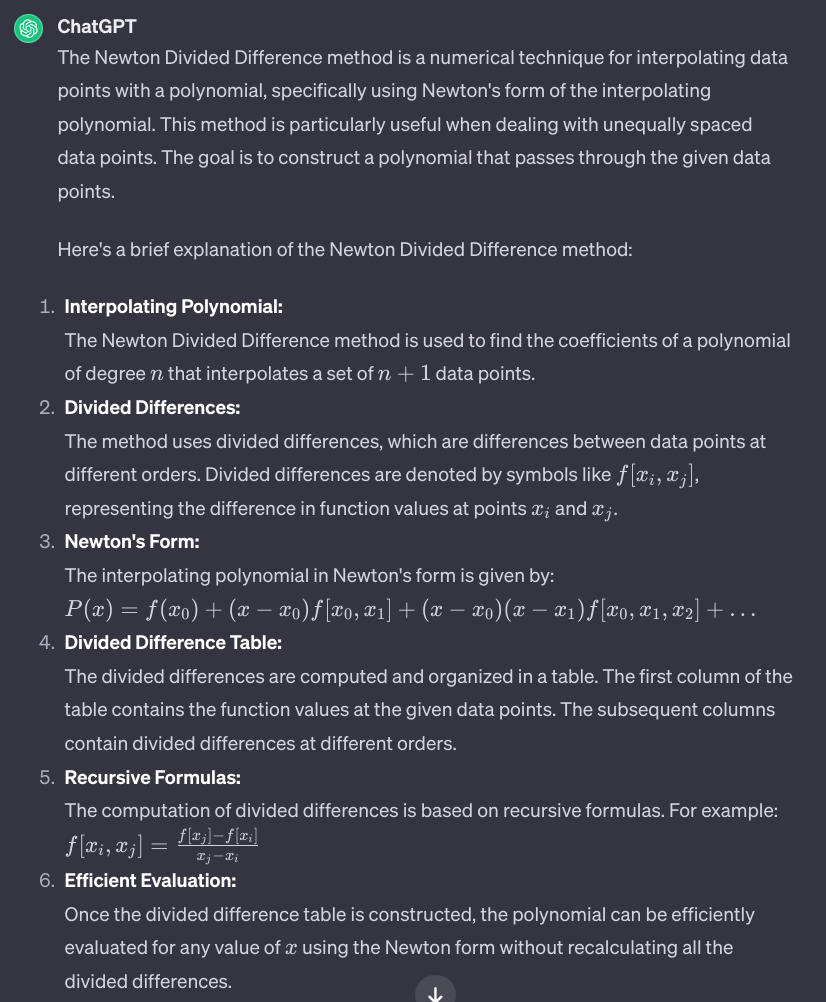 ChatGPT
The Newton Divided Difference method is a numerical technique for interpolating data
points with a polynomial, specifically using Newton's form of the interpolating
polynomial. This method is particularly useful when dealing with unequally spaced
data points. The goal is to construct a polynomial that passes through the given data
points.
Here's a brief explanation of the Newton Divided Difference method:
1. Interpolating Polynomial:
The Newton Divided Difference method is used to find the coefficients of a polynomial
of degree n that interpolates a set of n + 1 data points.
2. Divided Differences:
The method uses divided differences, which are differences between data points at
different orders. Divided differences are denoted by symbols like f[x_i, x_j],
representing the difference in function values at points x_i and x_j.
3. Newton's Form:
The interpolating polynomial in Newton's form is given by:
P(x) = f(x_0) + (x − x_0)f[x_0, x_1] + (x − x_0)(x − x_1)f[x_0, x_1, x_2] + ...
4. Divided Difference Table:
The divided differences are computed and organized in a table. The first column of the
table contains the function values at the given data points. The subsequent columns
contain divided differences at different orders.
5. Recursive Formulas:
The computation of divided differences is based on recursive formulas. For example:
f[x_i, x_j] = (f[x_j]−f[x_i])/(x_j−x_i)
6. Efficient Evaluation:
Once the divided difference table is constructed, the polynomial can be efficiently
evaluated for any value of x using the Newton form without recalculating all the
divided differences.